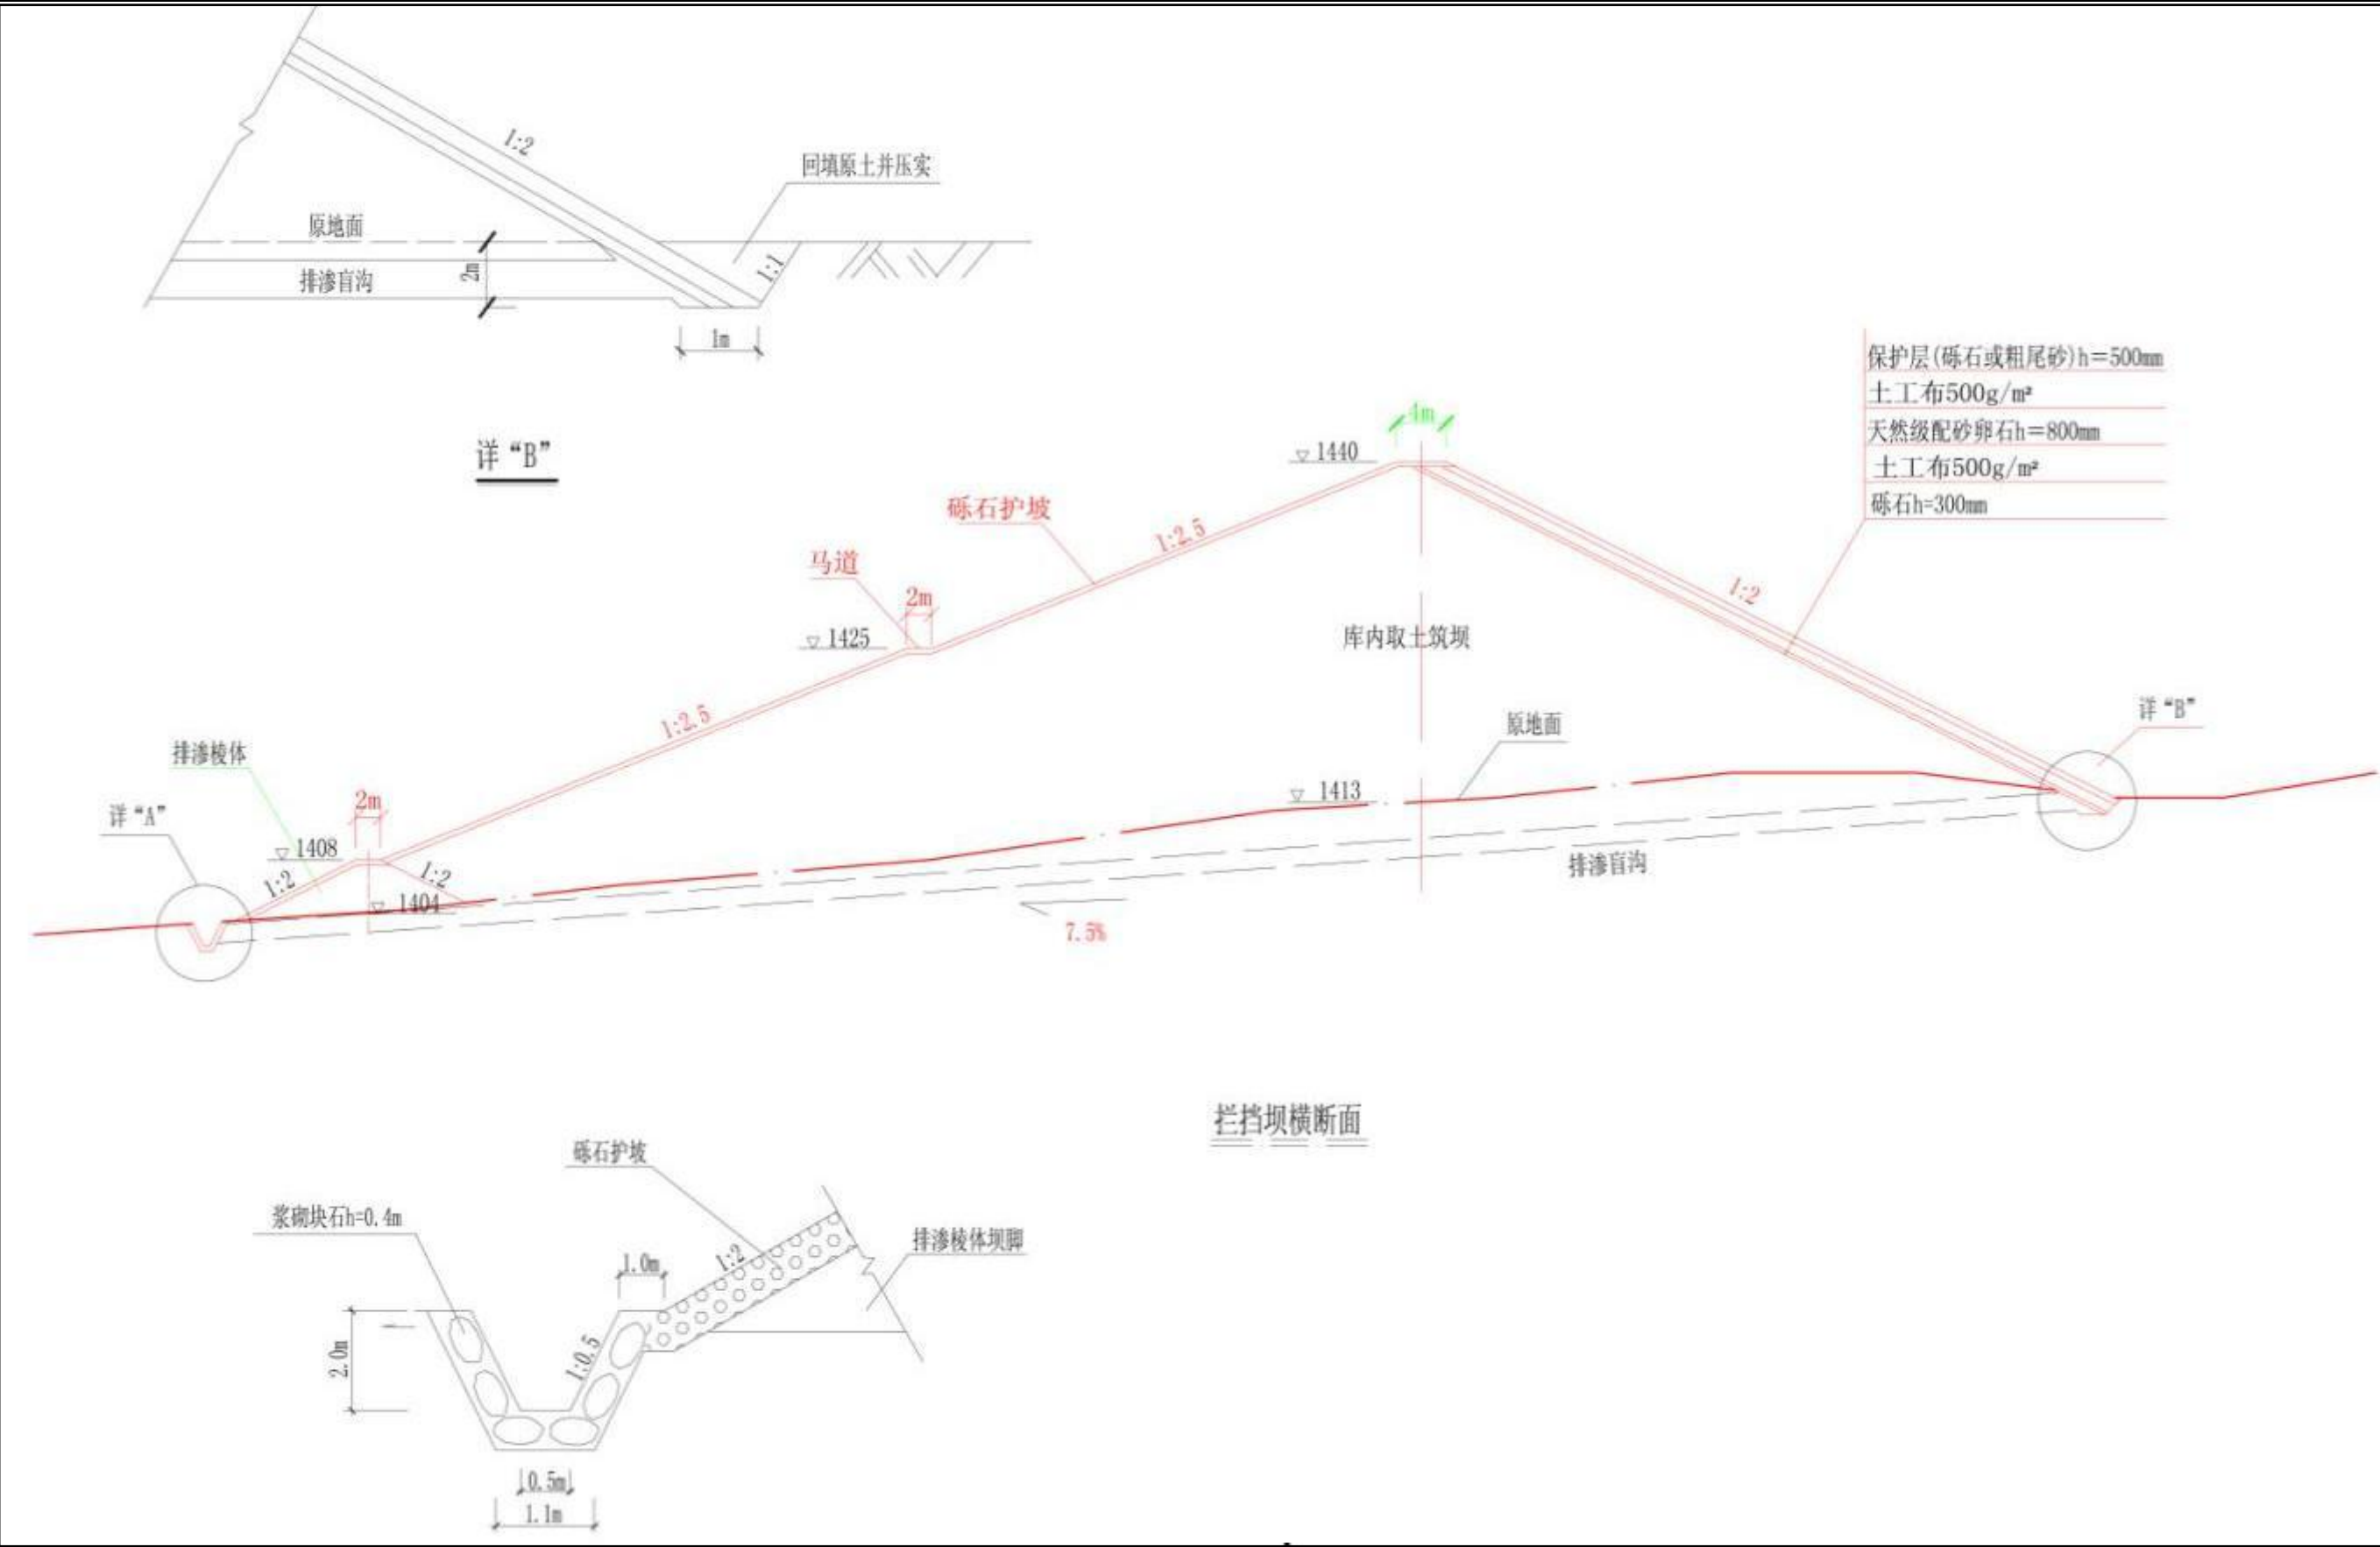 1:2
回填原土并压实
原地面
排渗盲沟
2m
1:1
1m
详“B”
保护层(砾石或粗尾砂)h=500mm
土工布500g/m²
天然级配砂卵石h=800mm
土工布500g/m²
砾石h=300mm
4m
1440
砾石护坡
1:2.5
马道
2m
1425
1:2
库内取土筑坝
详“B”
原地面
1:2.5
排渗棱体
1413
详“A”
2m
1408
1:2
1:2
1404
排渗盲沟
7.5%
拦挡坝横断面
砾石护坡
浆砌块石h=0.4m
排渗棱体坝脚
1.0m
1:2
2.0m
1:0.5
0.5m
1.1m